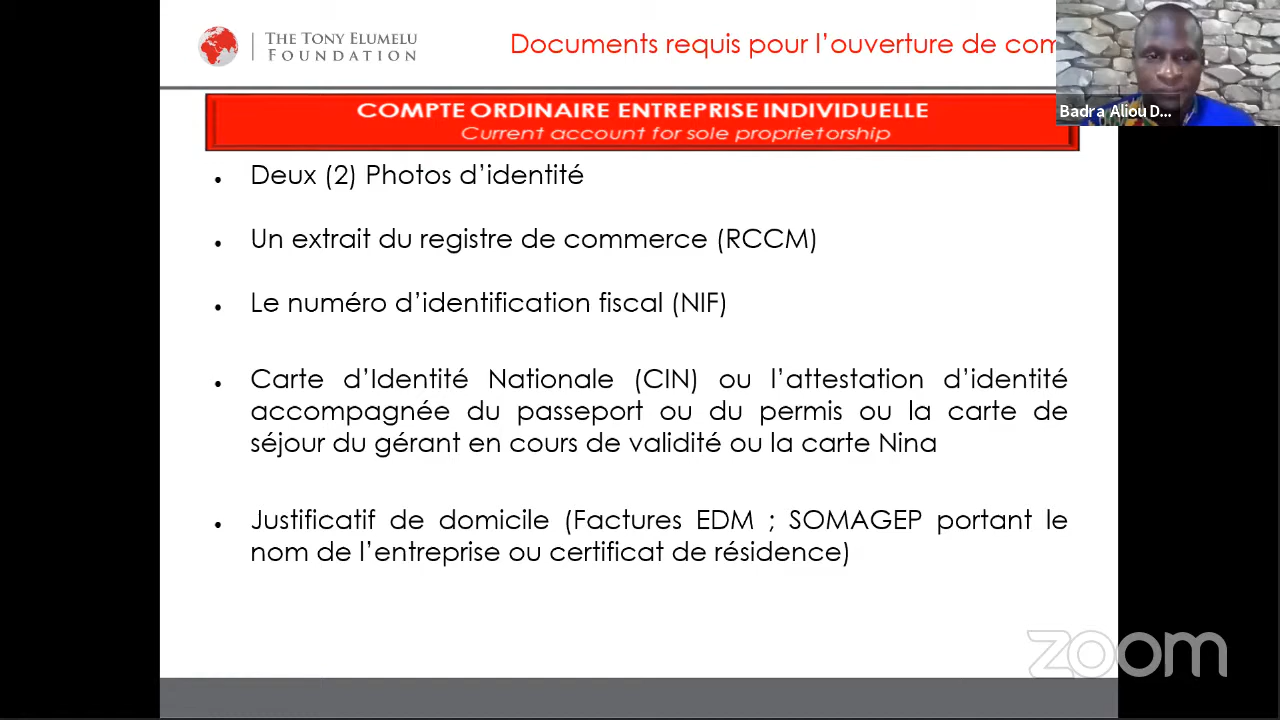 THE TONY ELUMELU
FOUNDATION
Documents requis pour l’ouverture de com
Badra Aliou D...
COMPTE ORDINAIRE ENTREPRISE INDIVIDUELLE
Current account for sole proprietorship
• Deux (2) Photos d’identité
• Un extrait du registre de commerce (RCCM)
• Le numéro d’identification fiscal (NIF)
• Carte d’Identité Nationale (CIN) ou l’attestation d’identité
accompagnée du passeport ou du permis ou la carte de
séjour du gérant en cours de validité ou la carte Nina
• Justificatif de domicile (Factures EDM ; SOMAGEP portant le
nom de l’entreprise ou certificat de résidence)
zoom